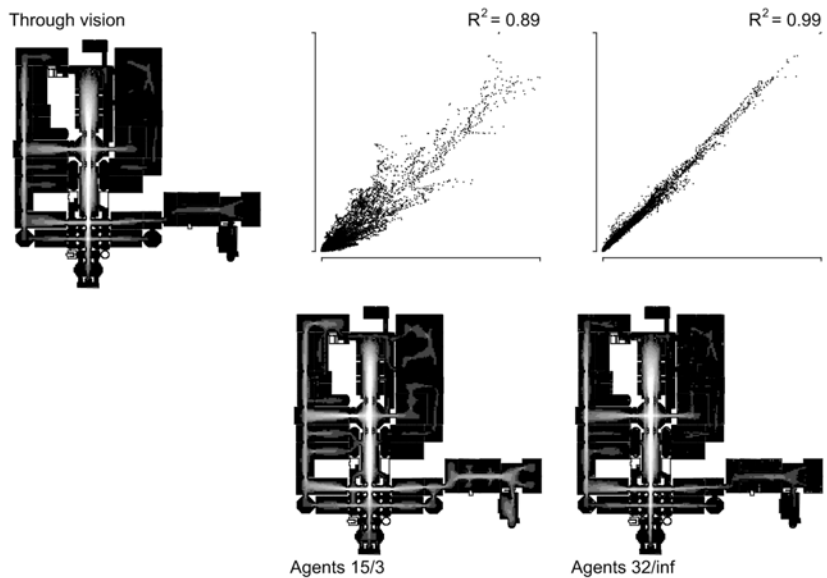 Through vision
R² = 0.89
R² = 0.99
Agents 15/3
Agents 32/inf